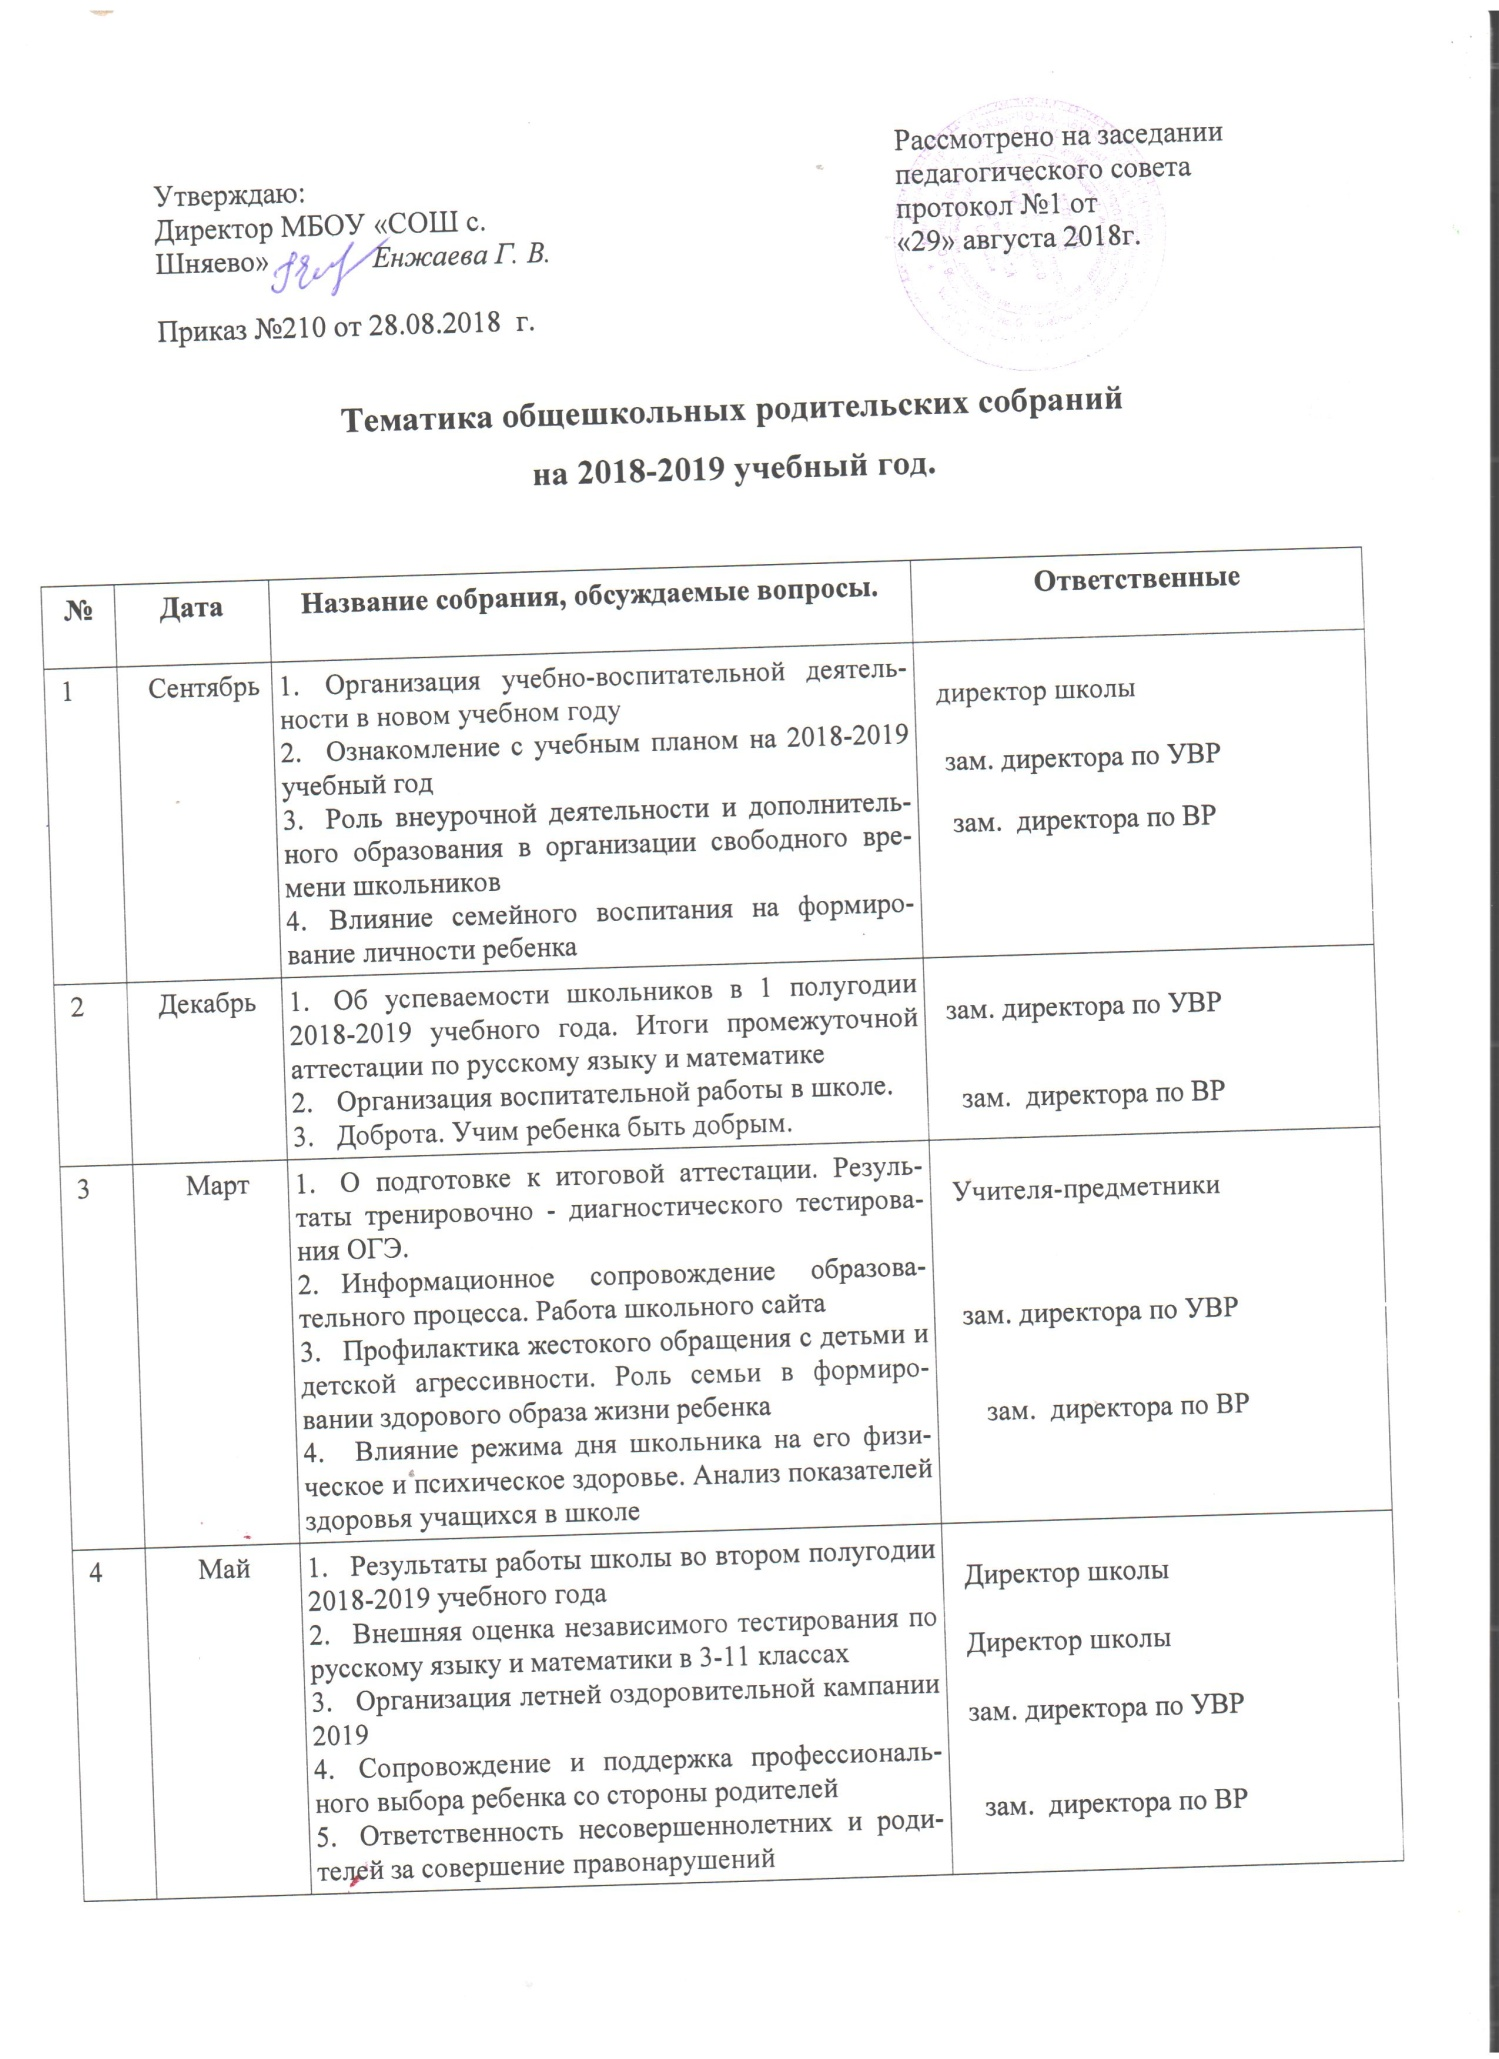 Рассмотрено на заседании
педагогического совета
протокол №1 от
«29» августа 2018г.
Утверждаю:
Директор МБОУ «СОШ с.
Шняево» Енжаева Г. В.
Приказ №210 от 28.08.2018 г.
Тематика общешкольных родительских собраний
на 2018-2019 учебный год.
№ Дата Название собрания, обсуждаемые вопросы. Ответственные
1 Сентябрь 1. Организация учебно-воспитательной деятель-
ности в новом учебном году
директор школы
2. Ознакомление с учебным планом на 2018-2019
учебный год
зам. директора по УВР
3. Роль внеурочной деятельности и дополнитель-
ного образования в организации свободного вре-
мени школьников
зам. директора по ВР
4. Влияние семейного воспитания на формиро-
вание личности ребенка
2 Декабрь 1. Об успеваемости школьников в 1 полугодии
2018-2019 учебного года. Итоги промежуточной
аттестации по русскому языку и математике
зам. директора по УВР
2. Организация воспитательной работы в школе.
зам. директора по ВР
3. Доброта. Учим ребенка быть добрым.
3 Март 1. О подготовке к итоговой аттестации. Резуль-
таты тренировочно - диагностического тестирова-
ния ОГЭ.
Учителя-предметники
2. Информационное сопровождение образова-
тельного процесса. Работа школьного сайта
зам. директора по УВР
3. Профилактика жестокого обращения с детьми и
детской агрессивности. Роль семьи в формиро-
вании здорового образа жизни ребенка
зам. директора по ВР
4. Влияние режима дня школьника на его физи-
ческое и психическое здоровье. Анализ показателей
здоровья учащихся в школе
4 Май 1. Результаты работы школы во втором полугодии
2018-2019 учебного года
Директор школы
2. Внешняя оценка независимого тестирования по
русскому языку и математики в 3-11 классах
Директор школы
3. Организация летней оздоровительной кампании
2019
зам. директора по УВР
4. Сопровождение и поддержка профессиональ-
ного выбора ребенка со стороны родителей
зам. директора по ВР
5. Ответственность несовершеннолетних и роди-
телей за совершение правонарушений